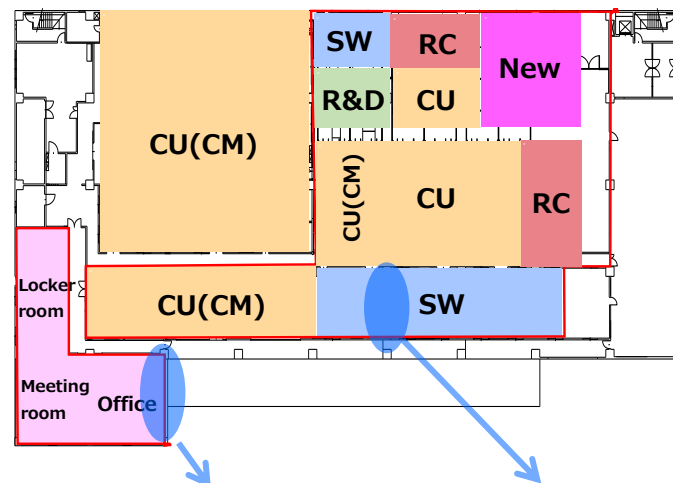 SW
RC
New
R&D
CU
CU(CM)
CU(CM)
CU
RC
Locker
room
CU(CM)
SW
Meeting
room
Office